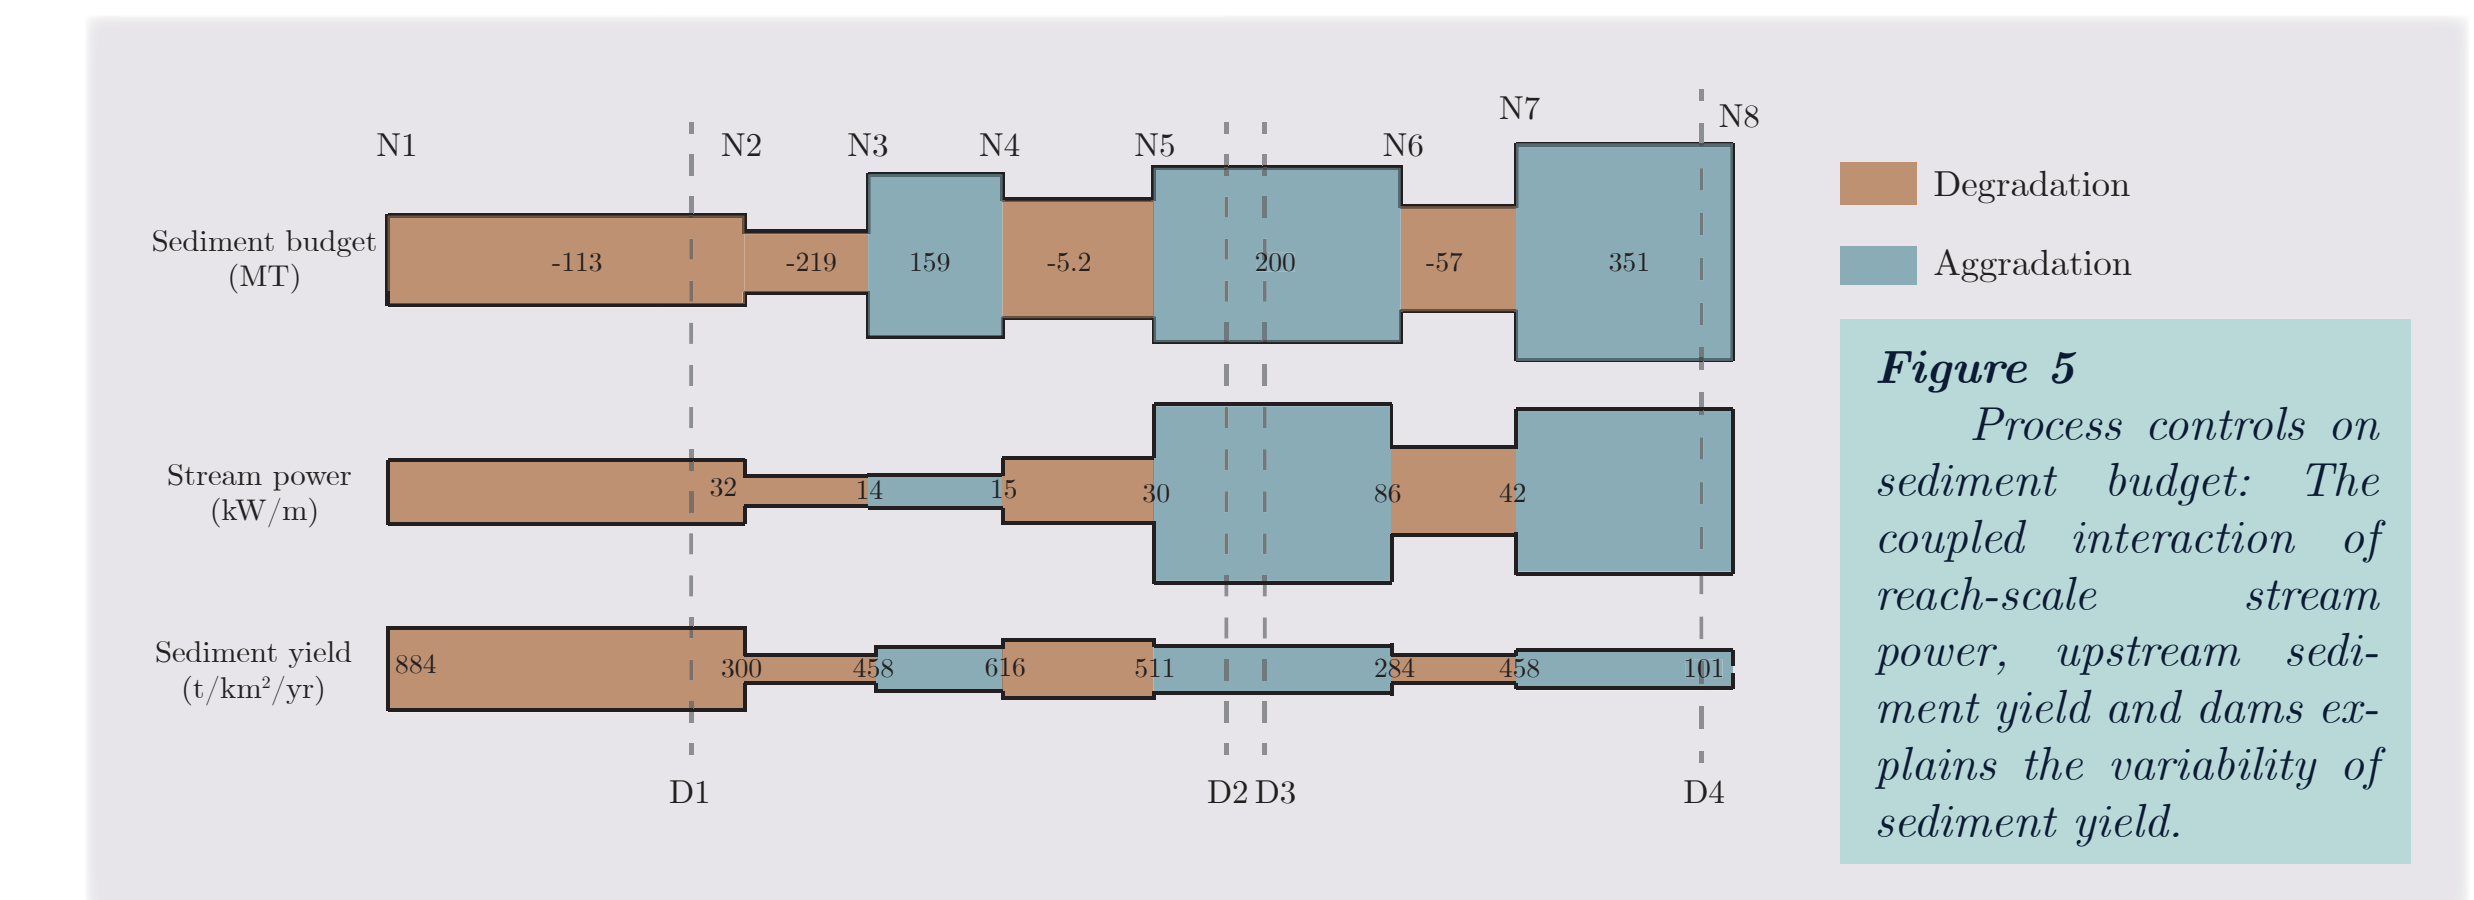 N1
N2
N3
N4
N5
N6
N7
N8
Sediment budget
(MT)
-113
-219
159
-5.2
200
-57
351
Stream power
(kW/m)
32
14
15
30
86
42
Sediment yield
(t/km²/yr)
884
300
458
616
511
284
458
101
D1
D2
D3
D4
Degradation
Aggradation
Figure 5
Process controls on
sediment budget: The
coupled interaction of
reach-scale stream
power, upstream sedi-
ment yield and dams ex-
plains the variability of
sediment yield.